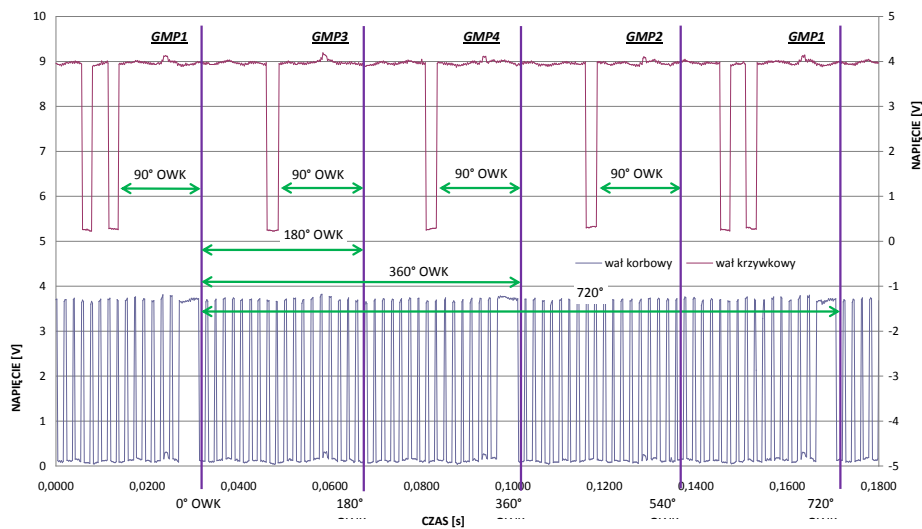 GMP1 GMP3 GMP4 GMP2 GMP1
10 9 8 7 6 5 4 3 2 1 0
NAPIĘCIE [V]
5 4 3 2 1 0 -1 -2 -3 -4 -5
NAPIĘCIE [V]
90° OWK 90° OWK 90° OWK 90° OWK
180° OWK
wał korbowy wał krzywkowy
360° OWK
720°
0,0000 0,0200 0,0400 0,0600 0,0800 0,1000 0,1200 0,1400 0,1600 0,1800
0° OWK 180° 360° 540° 720°
CZAS [s]